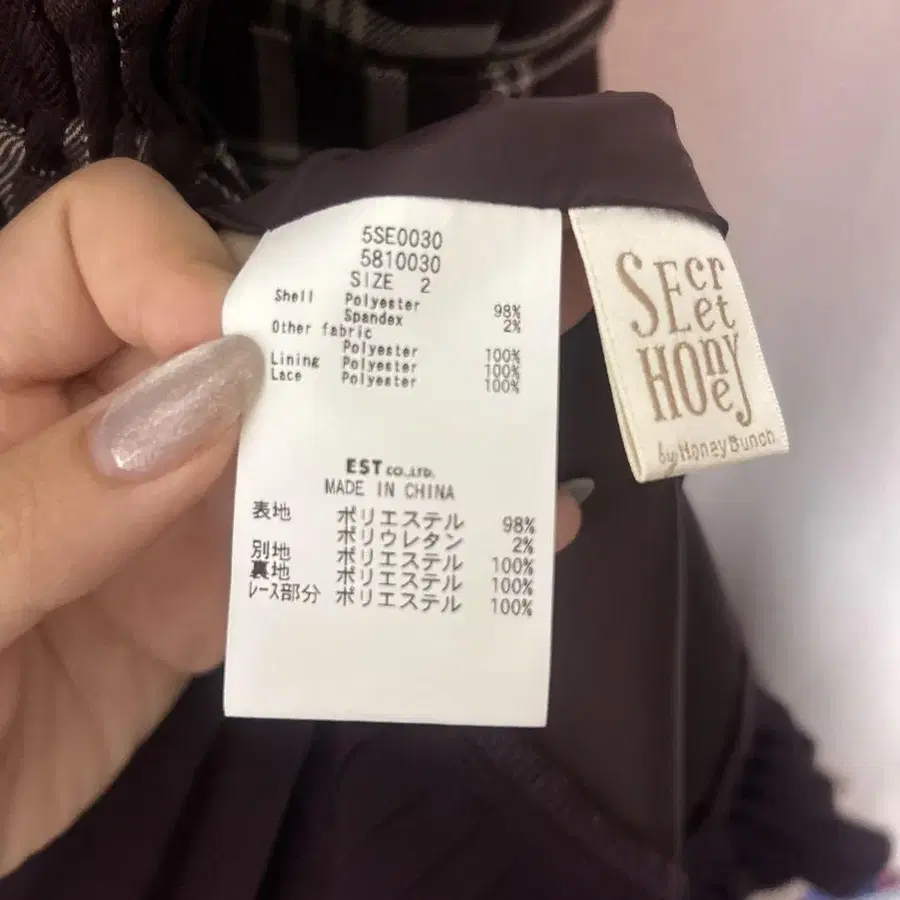 5SE0030
5810030
SIZE 2
Shell Polyester 98%
Spandex 2%
Other fabric
Polyester 100%
Lining Polyester 100%
Lace Polyester 100%
EST CO.,LTD.
MADE IN CHINA
表地 ポリエステル 98%
ポリウレタン 2%
別地 ポリエステル 100%
裏地 ポリエステル 100%
レース部分 ポリエステル 100%
SEcrEet
HOneJ
by Honey Bunch